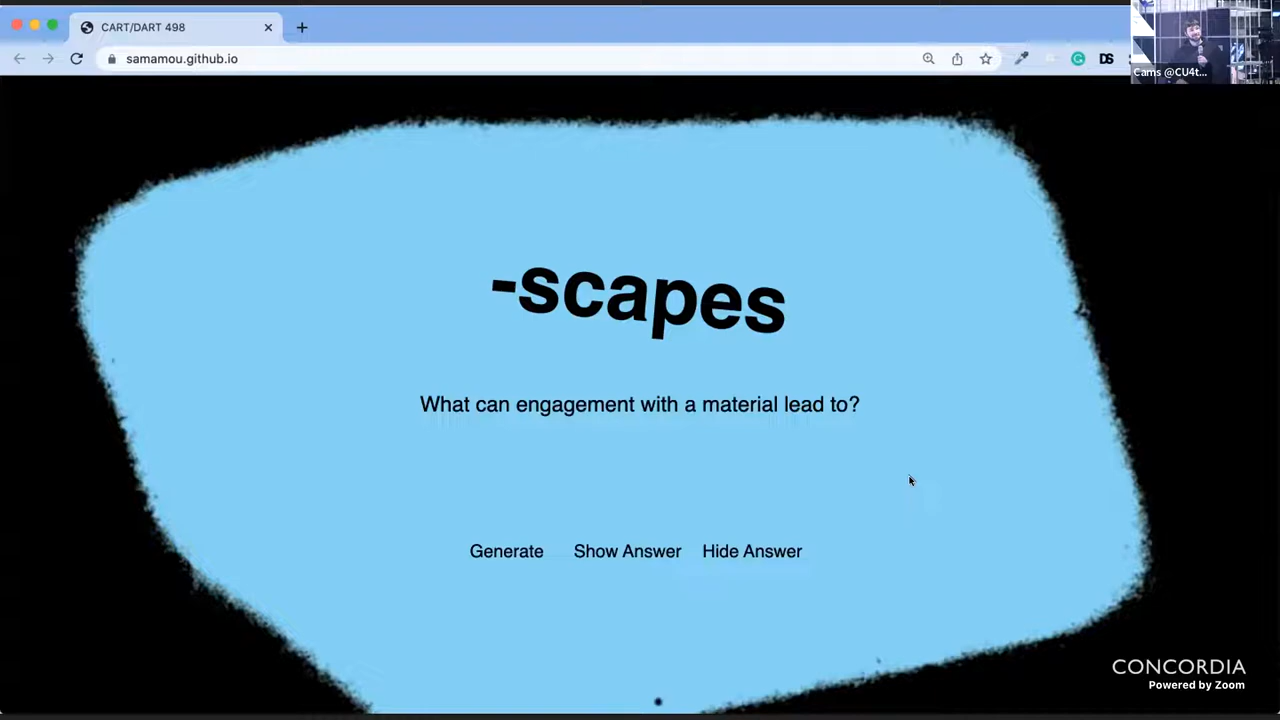 CART/DART 498
samamou.github.io
DS
Cams @CU4t...
-scapes
What can engagement with a material lead to?
Generate Show Answer Hide Answer
CONCORDIA
Powered by Zoom